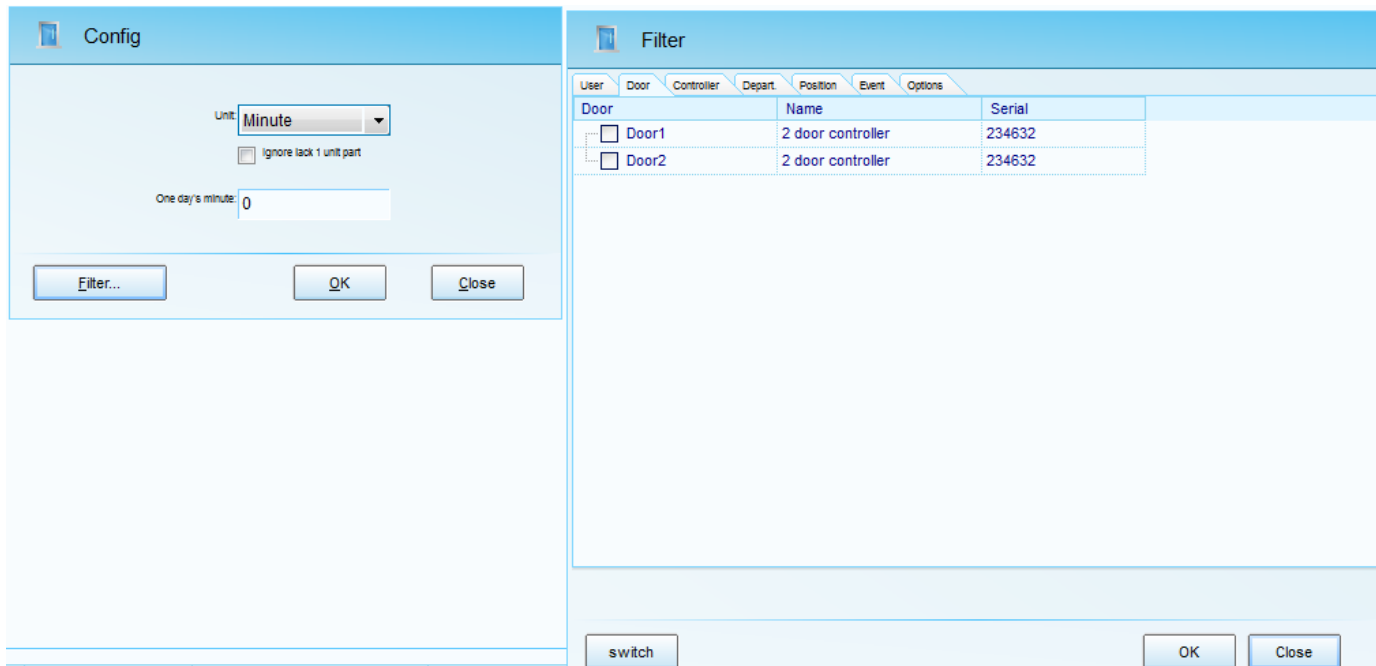 Config
Unit: Minute
Ignore lack 1 unit part
One day's minute: 0
Filter... OK Close
Filter
User Door Controller Depart. Position Event Options
Door Name Serial
Door1 2 door controller 234632
Door2 2 door controller 234632
switch OK Close